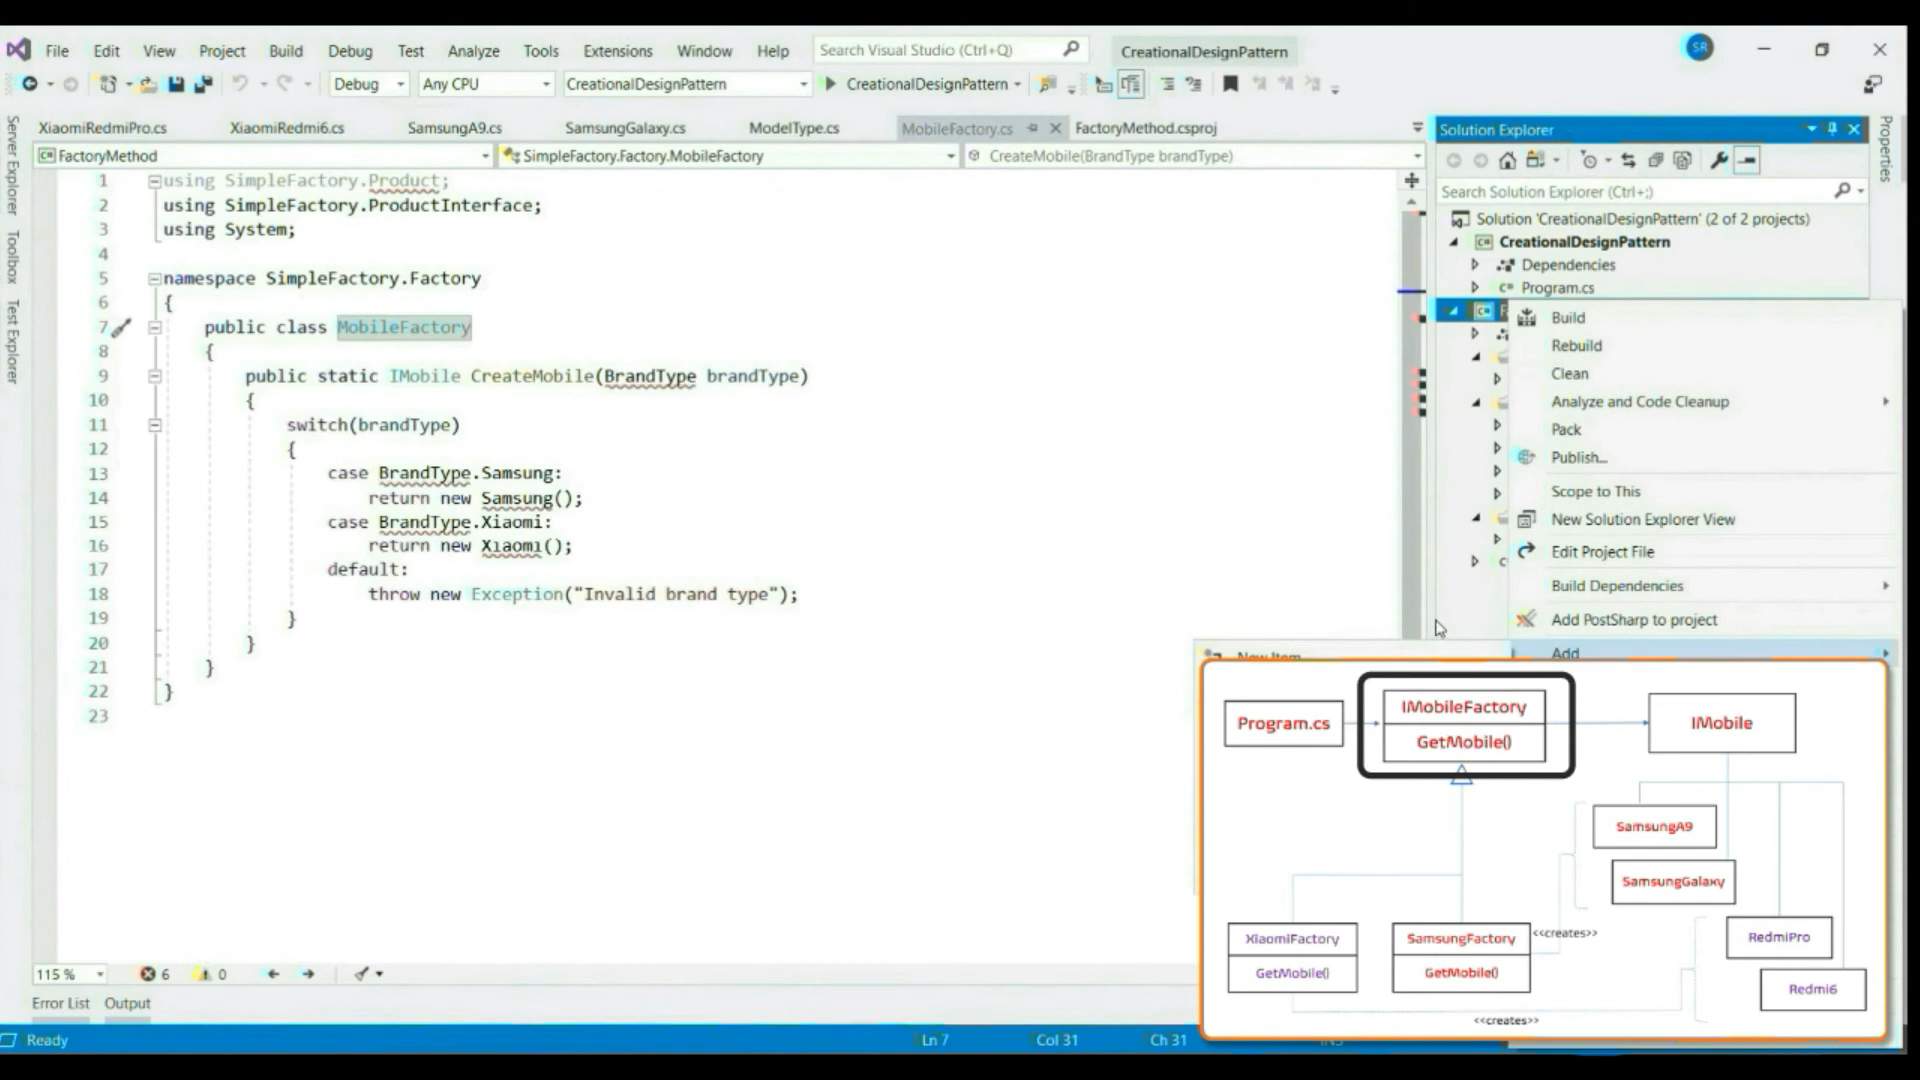 File Edit View Project Build Debug Test Analyze Tools Extensions Window Help Search Visual Studio (Ctrl+Q) CreationalDesignPattern SR
Debug Any CPU CreationalDesignPattern CreationalDesignPattern
XiaomiRedmiPro.cs XiaomiRedmi6.cs SamsungA9.cs SamsungGalaxy.cs ModelType.cs MobileFactory.cs FactoryMethod.csproj
FactoryMethod SimpleFactory.Factory.MobileFactory CreateMobile(BrandType brandType)
Server Explorer
Toolbox
Test Explorer
1 using SimpleFactory.Product;
2 using SimpleFactory.ProductInterface;
3 using System;
4
5 namespace SimpleFactory.Factory
6 {
7 public class MobileFactory
8 {
9 public static IMobile CreateMobile(BrandType brandType)
10 {
11 switch(brandType)
12 {
13 case BrandType.Samsung:
14 return new Samsung();
15 case BrandType.Xiaomi:
16 return new Xiaomi();
17 default:
18 throw new Exception("Invalid brand type");
19 }
20 }
21 }
22 }
23
115 % 6 0
Error List Output
Ready Ln 7 Col 31 Ch 31
Solution Explorer
Properties
Search Solution Explorer (Ctrl+;)
Solution 'CreationalDesignPattern' (2 of 2 projects)
CreationalDesignPattern
Dependencies
Program.cs
Build
Rebuild
Clean
Analyze and Code Cleanup
Pack
Publish...
Scope to This
New Solution Explorer View
Edit Project File
Build Dependencies
Add PostSharp to project
Add
New Item
Program.cs
IMobileFactory
GetMobile()
IMobile
SamsungA9
SamsungGalaxy
RedmiPro
Redmi6
XiaomiFactory
GetMobile()
SamsungFactory
GetMobile()
<<creates>>
<<creates>>